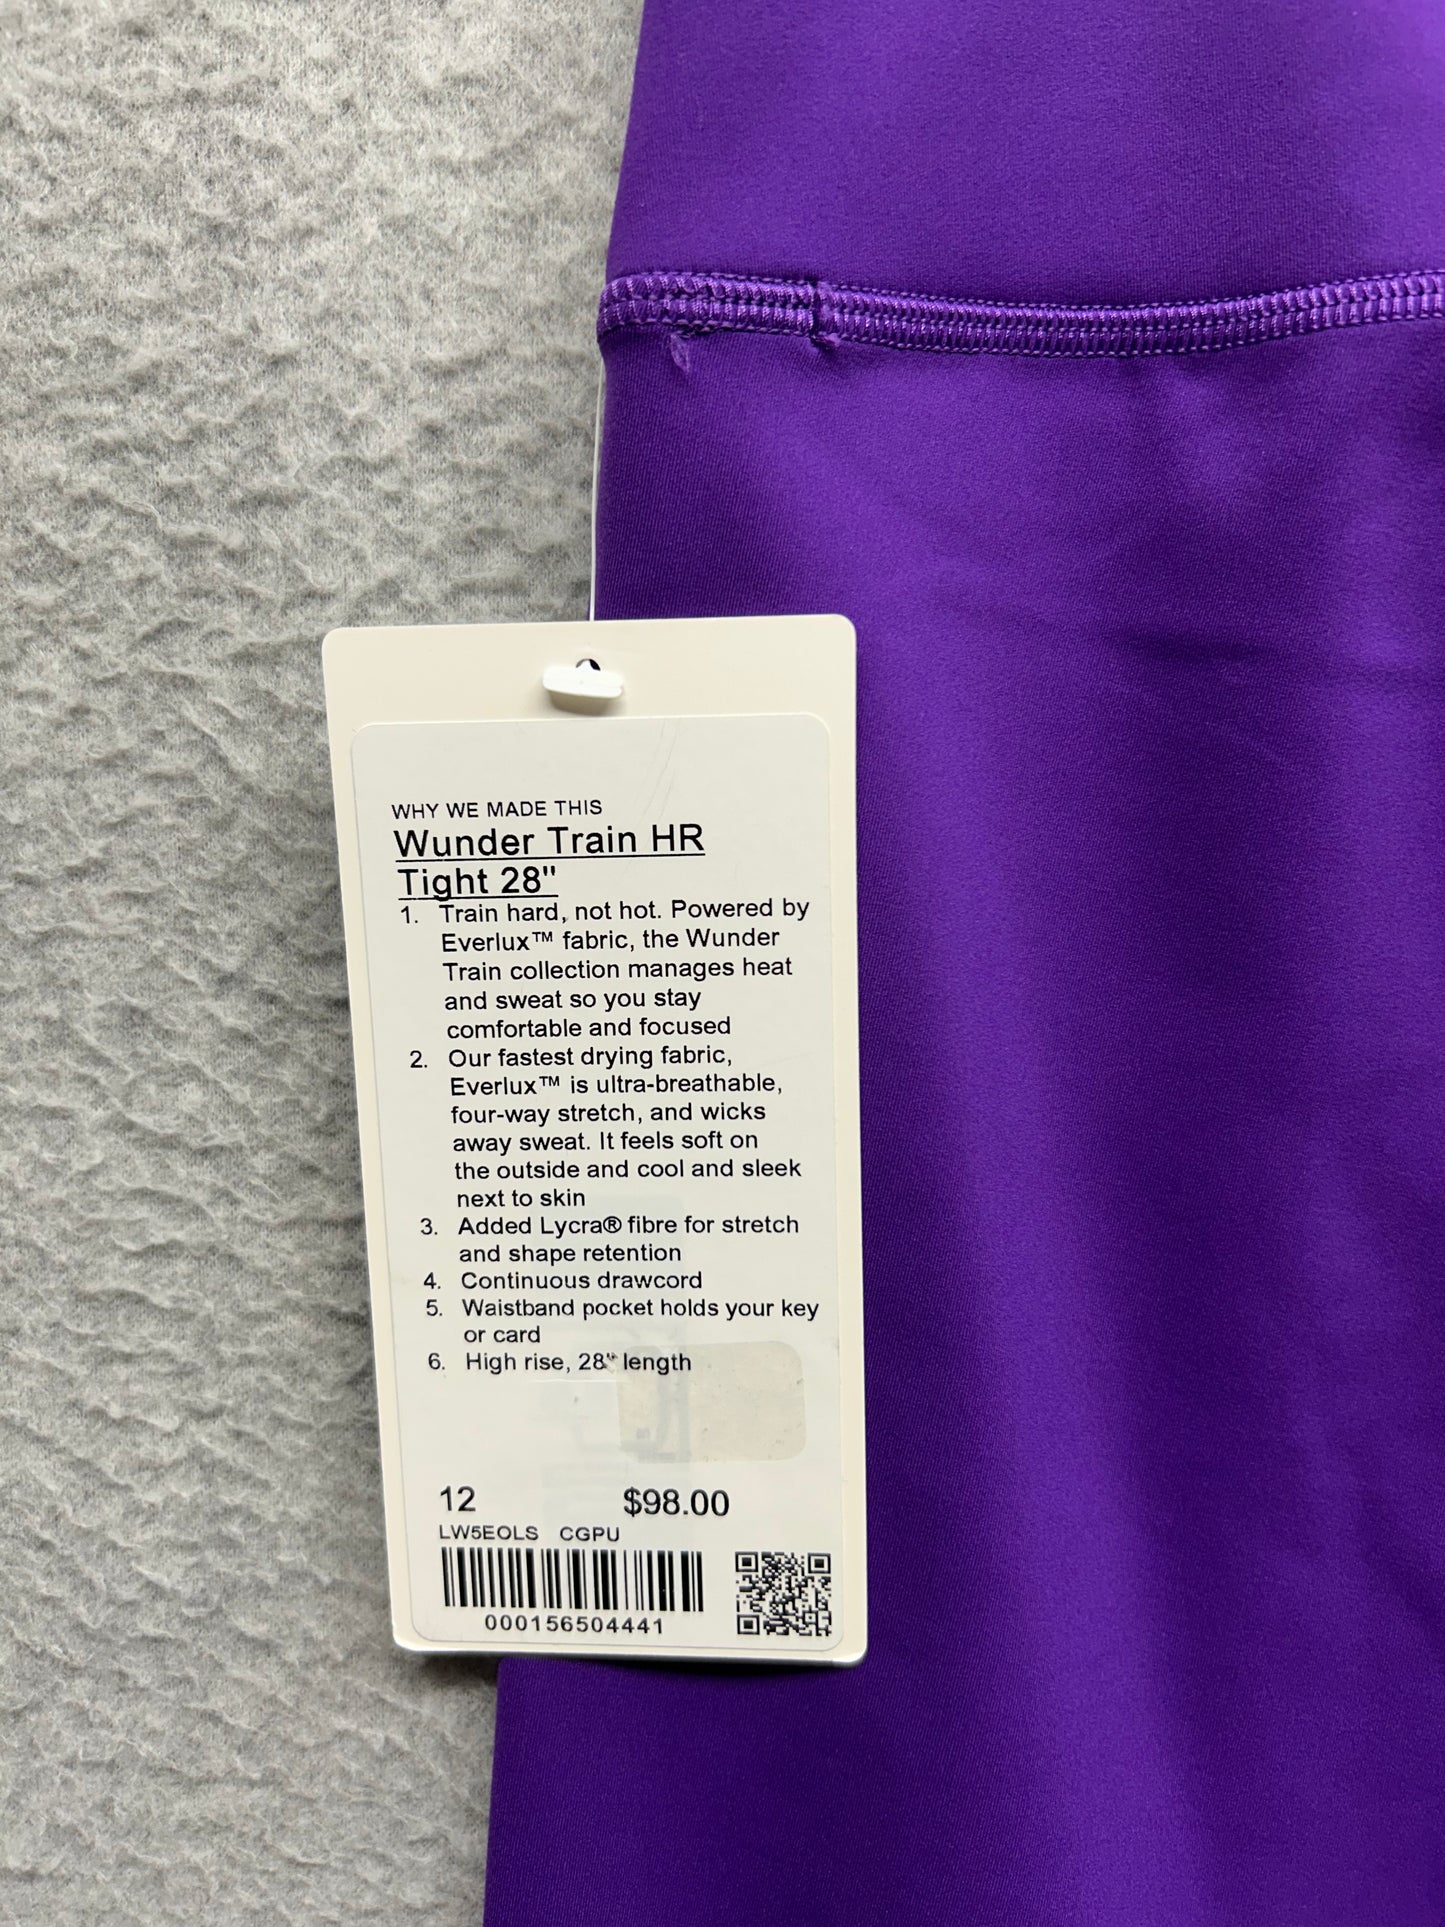 WHY WE MADE THIS
Wunder Train HR
Tight 28"
1. Train hard, not hot. Powered by
Everlux™ fabric, the Wunder
Train collection manages heat
and sweat so you stay
comfortable and focused
2. Our fastest drying fabric,
Everlux™ is ultra-breathable,
four-way stretch, and wicks
away sweat. It feels soft on
the outside and cool and sleek
next to skin
3. Added Lycra® fibre for stretch
and shape retention
4. Continuous drawcord
5. Waistband pocket holds your key
or card
6. High rise, 28" length
12 $98.00
LW5EOLS CGPU
000156504441